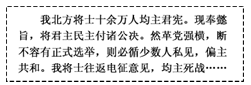 我北方将士十余万人均主君宪。现奉懿
旨,将君主民主付诸公决。然革党强横,断
不容有正式选举,则必循少数人私见,偏主
共和。我将士往返电征意见,均主死战……